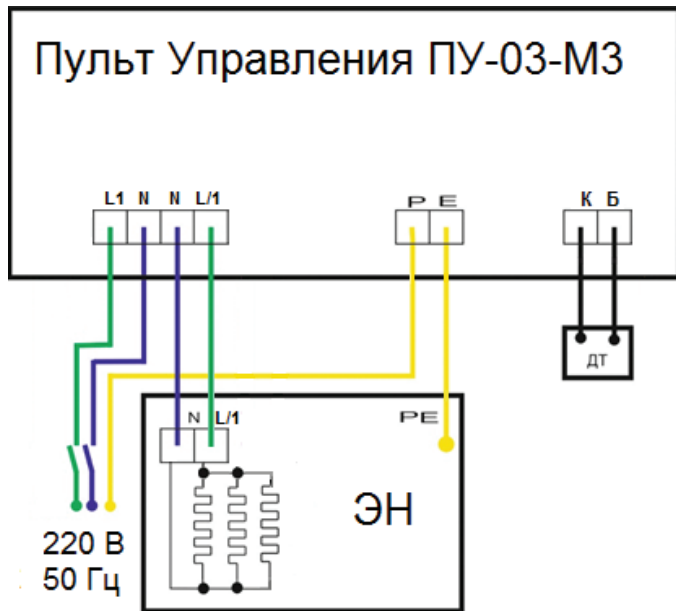 Пульт Управления ПУ-03-М3
L1 N N L/1
P E
К Б
ДТ
N L/1
PE
ЭН
220 В
50 Гц